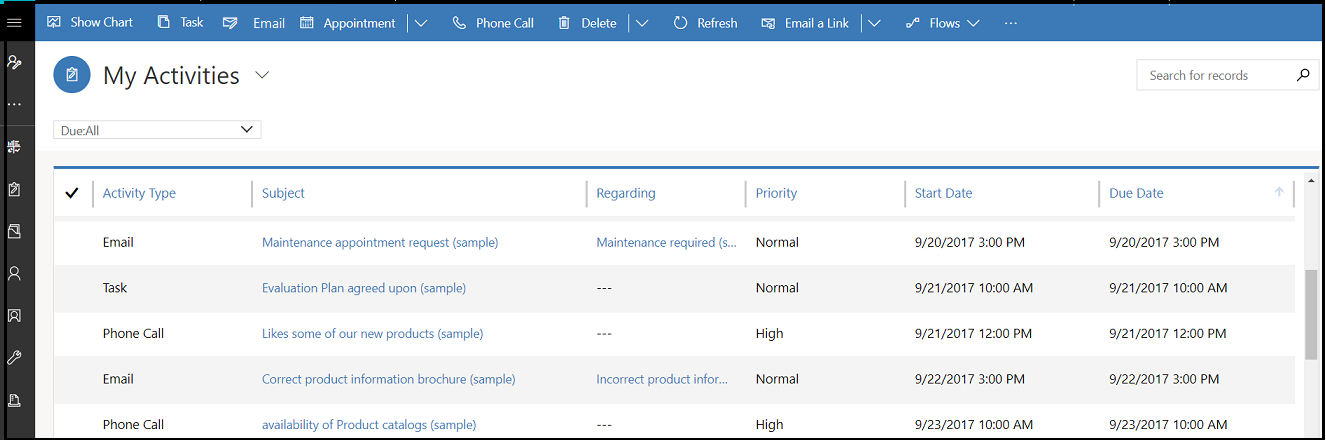 Show Chart Task Email Appointment Phone Call Delete Refresh Email a Link Flows ...
My Activities
Search for records
Due:All
Activity Type Subject Regarding Priority Start Date Due Date
Email Maintenance appointment request (sample) Maintenance required (s... Normal 9/20/2017 3:00 PM 9/20/2017 3:00 PM
Task Evaluation Plan agreed upon (sample) --- Normal 9/21/2017 10:00 AM 9/21/2017 10:00 AM
Phone Call Likes some of our new products (sample) --- High 9/21/2017 12:00 PM 9/21/2017 12:00 PM
Email Correct product information brochure (sample) Incorrect product infor... Normal 9/22/2017 3:00 PM 9/22/2017 3:00 PM
Phone Call availability of Product catalogs (sample) --- High 9/23/2017 10:00 AM 9/23/2017 10:00 AM